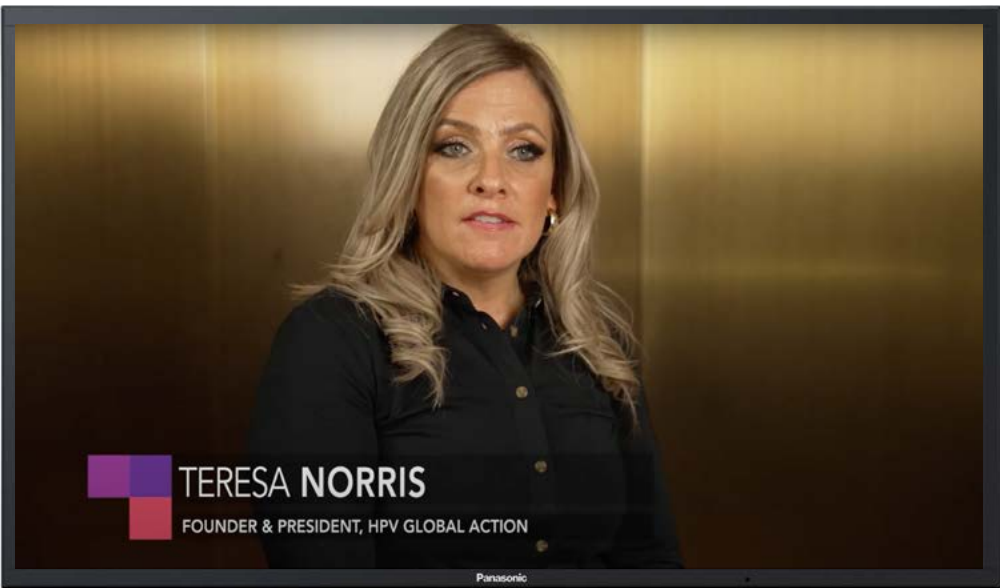 TERESA NORRIS
FOUNDER & PRESIDENT, HPV GLOBAL ACTION
Panasonic